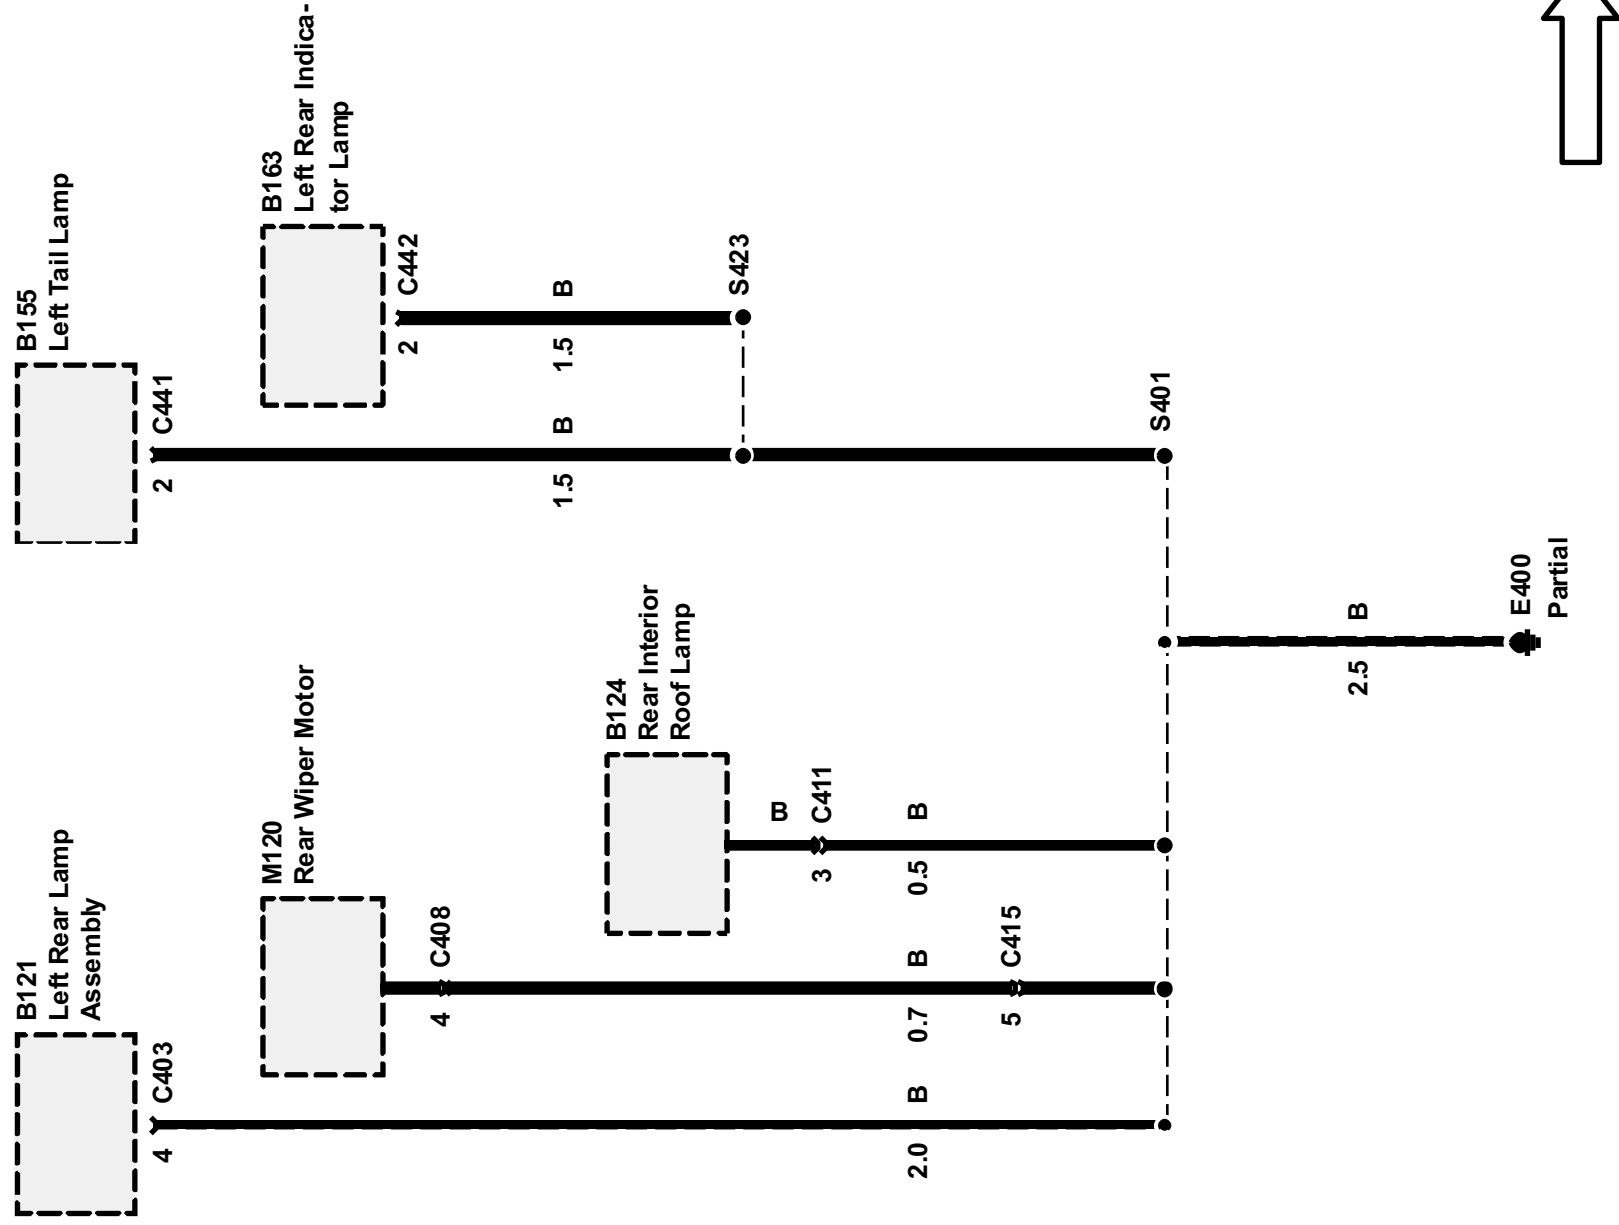 B121
Left Rear Lamp
Assembly
4
C403
2.0
B
M120
Rear Wiper Motor
4
C408
0.7
B
5
C415
B124
Rear Interior
Roof Lamp
B
3
C411
0.5
B
B155
Left Tail Lamp
2
C441
1.5
B
B163
Left Rear Indica-
tor Lamp
2
C442
1.5
B
S423
S401
2.5
B
E400
Partial